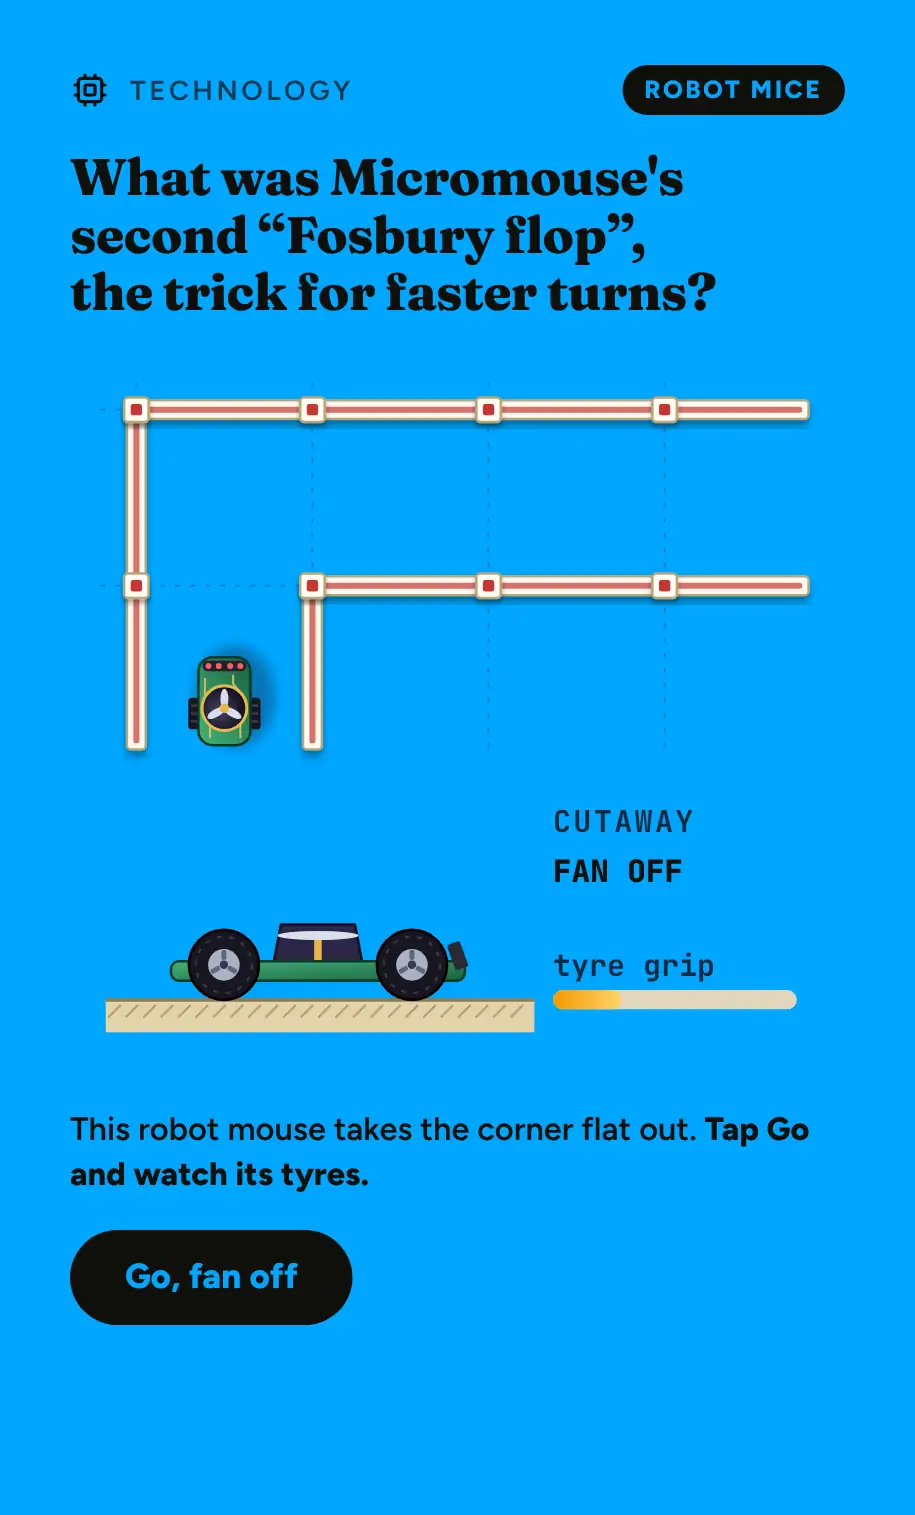 TECHNOLOGY
ROBOT MICE
What was Micromouse's
second “Fosbury flop”,
the trick for faster turns?
CUTAWAY
FAN OFF
tyre grip
This robot mouse takes the corner flat out. Tap Go
and watch its tyres.
Go, fan off